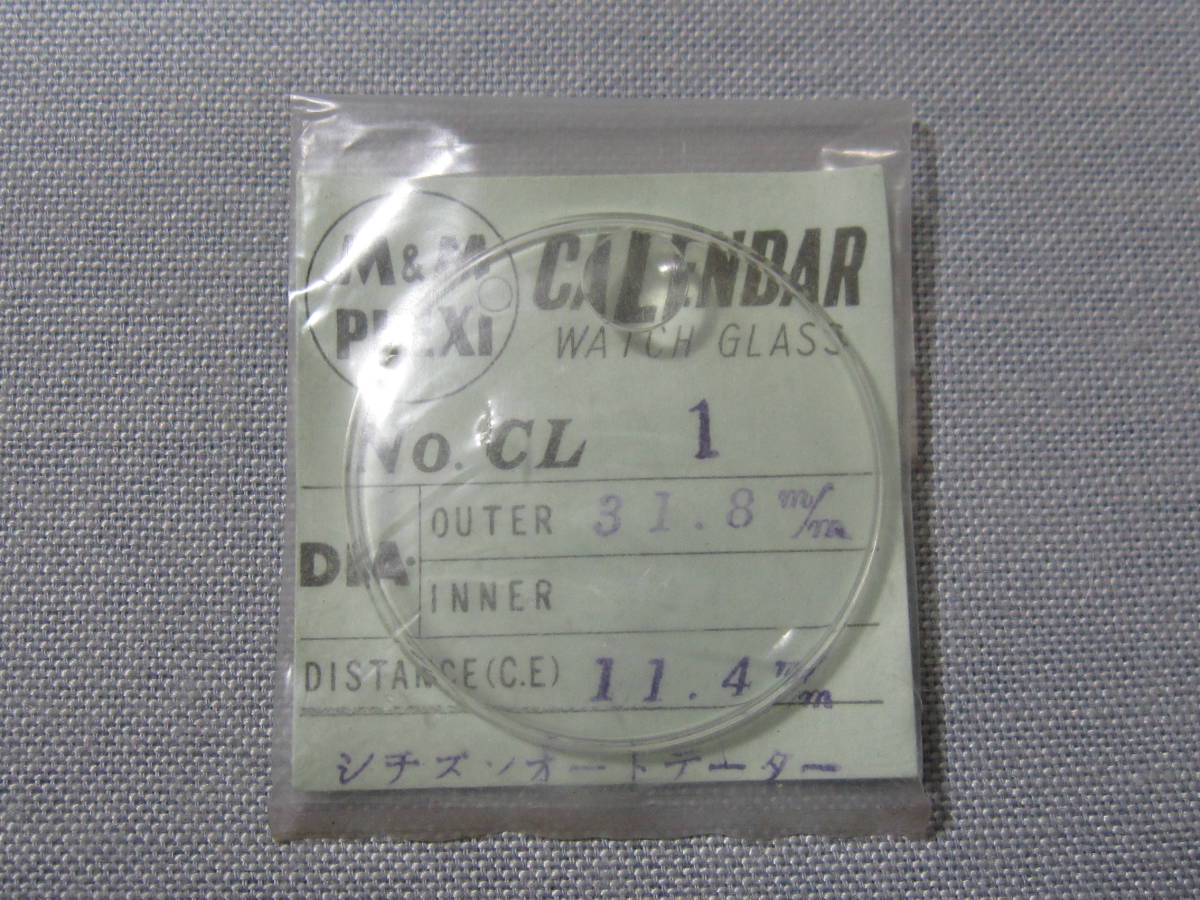 M & M
PLEXI
CALENDAR
WATCH GLASS
No. CL 1
DIA.
OUTER 31.8 m/m
INNER
DISTANCE (C.E) 11.4 m/m
シチズンオートデーター